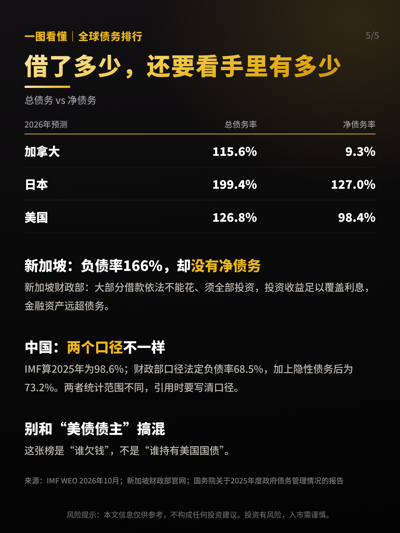 一图看懂｜全球债务排行
5/5
借了多少，还要看手里有多少
总债务 vs 净债务
2026年预测 总债务率 净债务率
加拿大 115.6% 9.3%
日本 199.4% 127.0%
美国 126.8% 98.4%
新加坡：负债率166%，却没有净债务
新加坡财政部：大部分借款依法不能花、须全部投资，投资收益足以覆盖利息，
金融资产远超债务。
中国：两个口径不一样
IMF算2025年为98.6%；财政部口径法定负债率68.5%，加上隐性债务后为
73.2%。两者统计范围不同，引用时要写清口径。
别和“美债债主”搞混
这张榜是“谁欠钱”，不是“谁持有美国国债”。
来源：IMF WEO 2026年10月；新加坡财政部官网；国务院关于2025年度政府债务管理情况的报告
风险提示：本文信息仅供参考，不构成任何投资建议。投资有风险，入市需谨慎。